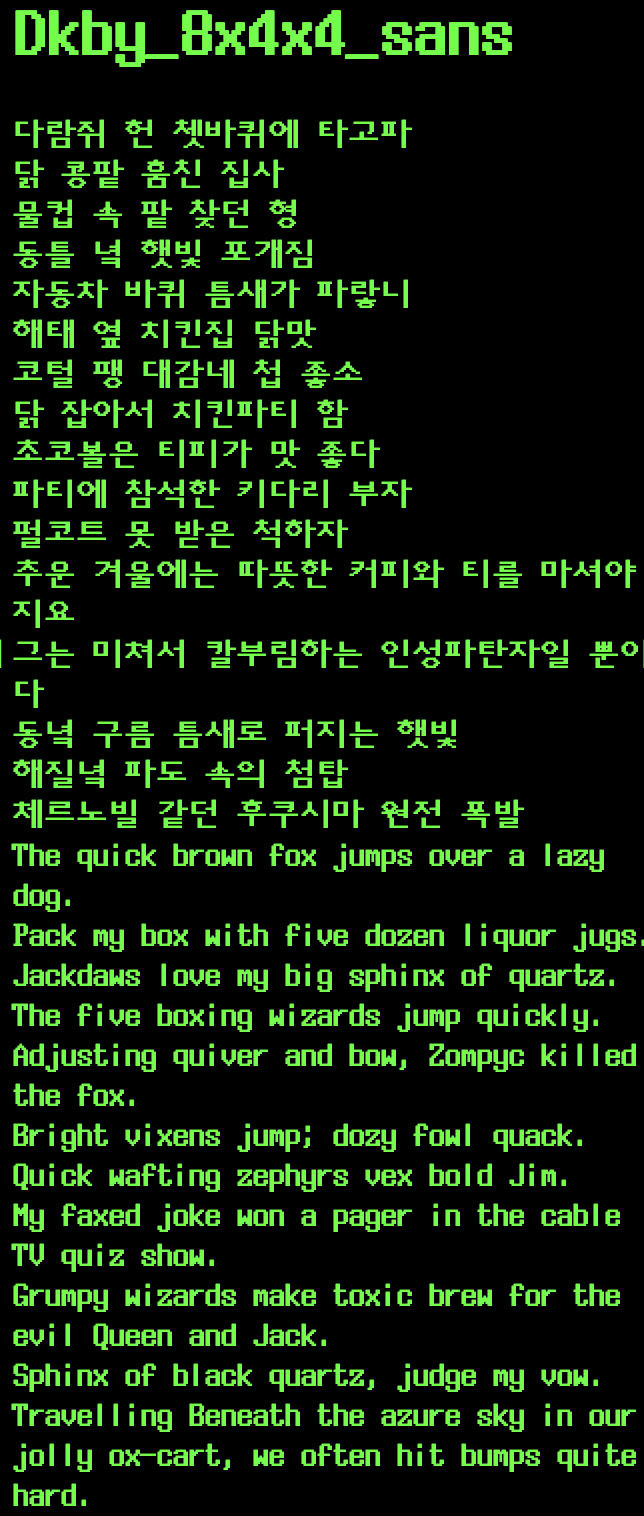 Dkby_8x4x4_sans
다람쥐 헌 쳇바퀴에 타고파
닭 콩팥 훔친 집사
물컵 속 팥 찾던 형
동틀 녘 햇빛 포개짐
자동차 바퀴 틈새가 파랗니
해태 옆 치킨집 닭맛
코털 팽 대감네 첩 좋소
닭 잡아서 치킨파티 함
초코볼은 티피가 맛 좋다
파티에 참석한 키다리 부자
펄코트 못 받은 척하자
추운 겨울에는 따뜻한 커피와 티를 마셔야
지요
그는 미쳐서 칼부림하는 인성파탄자일 뿐이
다
동녘 구름 틈새로 퍼지는 햇빛
해질녘 파도 속의 첨탑
체르노빌 같던 후쿠시마 원전 폭발
The quick brown fox jumps over a lazy
dog.
Pack my box with five dozen liquor jugs.
Jackdaws love my big sphinx of quartz.
The five boxing wizards jump quickly.
Adjusting quiver and bow, Zompyc killed
the fox.
Bright vixens jump; dozy fowl quack.
Quick wafting zephyrs vex bold Jim.
My faxed joke won a pager in the cable
TV quiz show.
Grumpy wizards make toxic brew for the
evil Queen and Jack.
Sphinx of black quartz, judge my vow.
Travelling Beneath the azure sky in our
jolly ox-cart, we often hit bumps quite
hard.